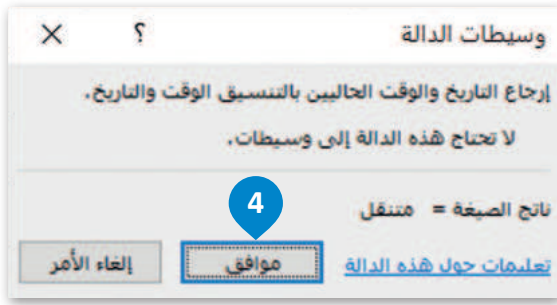 وسيطات الدالة ؟ ×
إرجاع التاريخ والوقت الحاليين بالتنسيق الوقت والتاريخ.
لا تحتاج هذه الدالة إلى وسيطات.
ناتج الصيغة = متنقل
4
تعليمات حول هذه الدالة موافق إلغاء الأمر